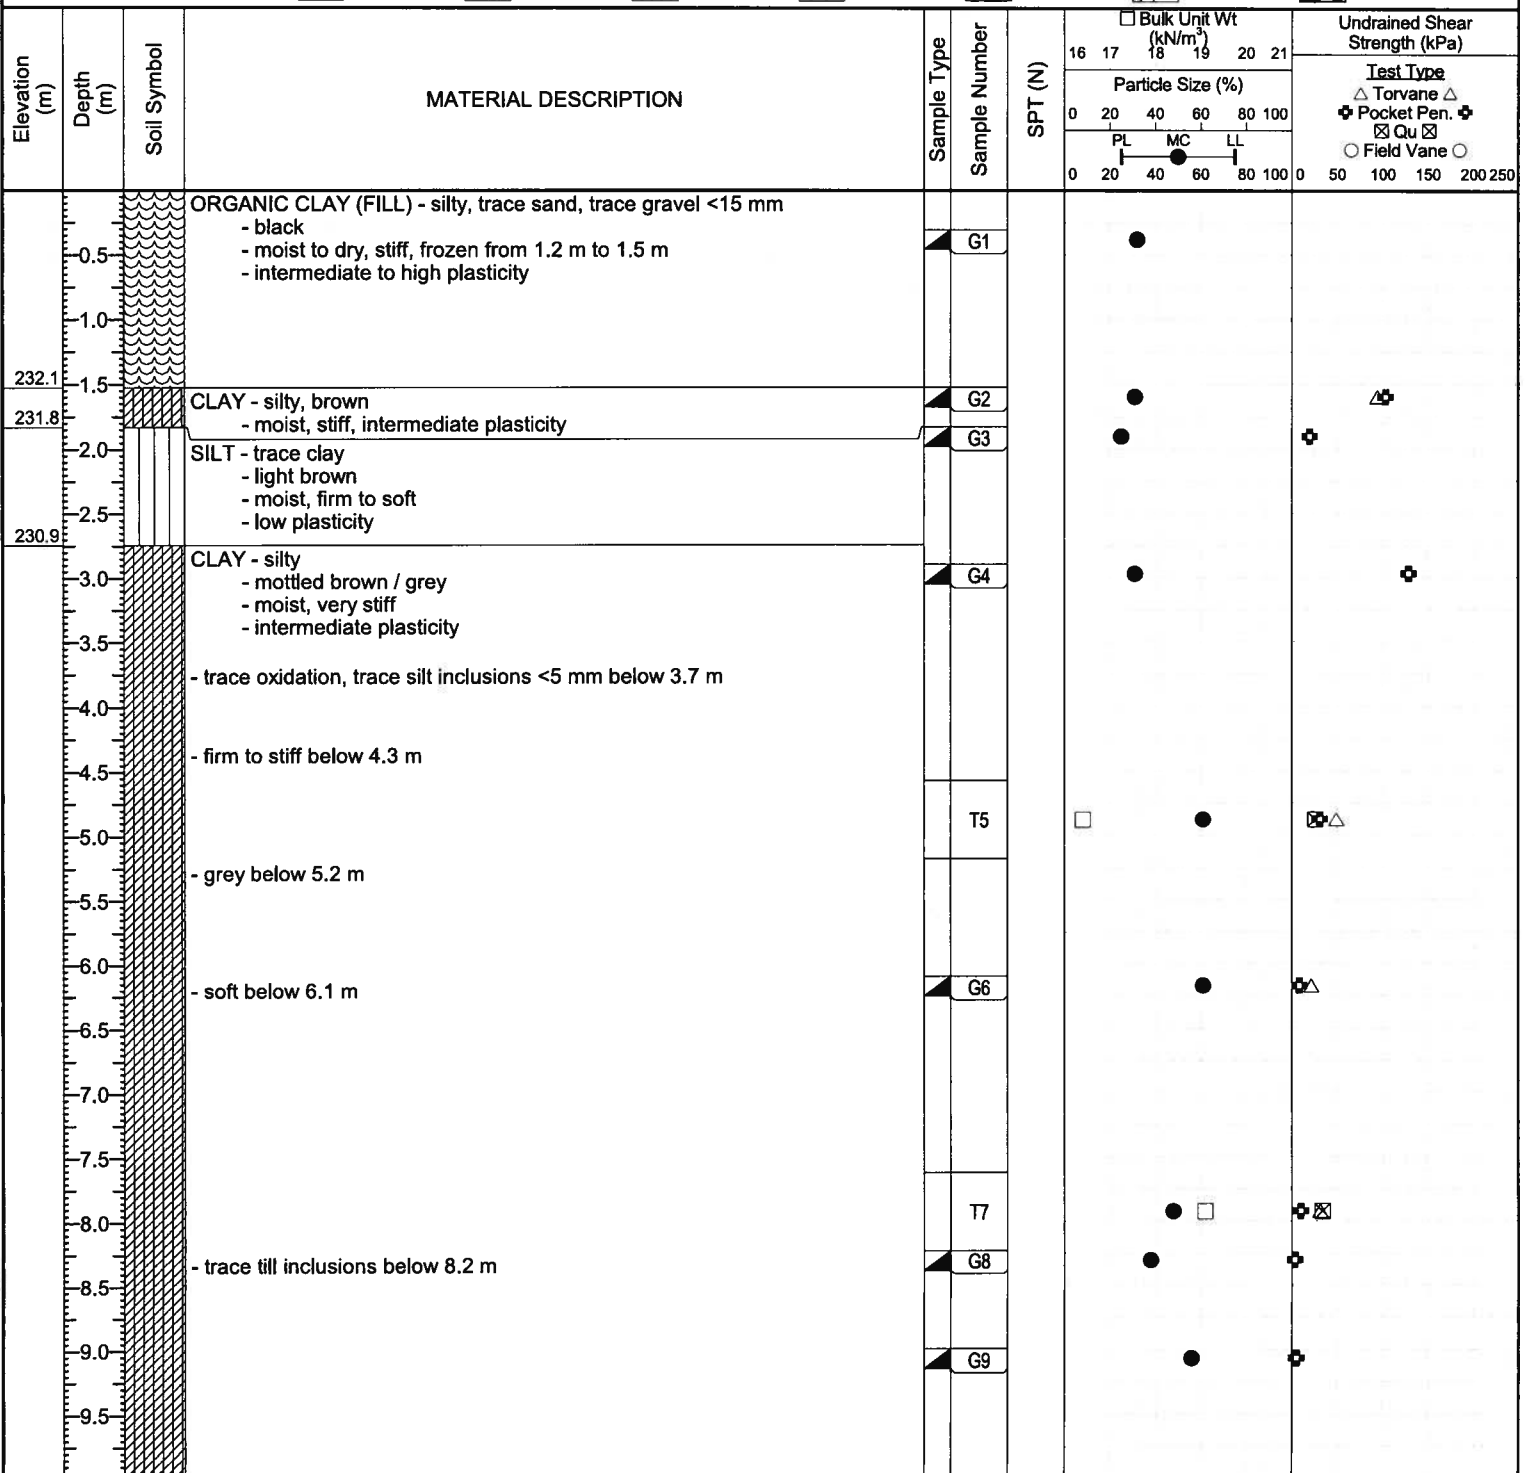 Elevation (m)
Depth (m)
Soil Symbol
MATERIAL DESCRIPTION
Sample Type
Sample Number
SPT (N)
Bulk Unit Wt
(kN/m³)
16 17 18 19 20 21
Particle Size (%)
0 20 40 60 80 100
PL MC LL
0 20 40 60 80 100
Undrained Shear
Strength (kPa)
Test Type
Torvane
Pocket Pen.
Qu
Field Vane
0 50 100 150 200 250
ORGANIC CLAY (FILL) - silty, trace sand, trace gravel <15 mm
- black
- moist to dry, stiff, frozen from 1.2 m to 1.5 m
- intermediate to high plasticity
G1
0.5
1.0
232.1
1.5
CLAY - silty, brown
- moist, stiff, intermediate plasticity
G2
231.8
2.0
SILT - trace clay
- light brown
- moist, firm to soft
- low plasticity
G3
2.5
230.9
CLAY - silty
- mottled brown / grey
- moist, very stiff
- intermediate plasticity
G4
3.0
3.5
- trace oxidation, trace silt inclusions <5 mm below 3.7 m
4.0
- firm to stiff below 4.3 m
4.5
T5
5.0
- grey below 5.2 m
5.5
6.0
- soft below 6.1 m
G6
6.5
7.0
7.5
T7
8.0
- trace till inclusions below 8.2 m
G8
8.5
9.0
G9
9.5